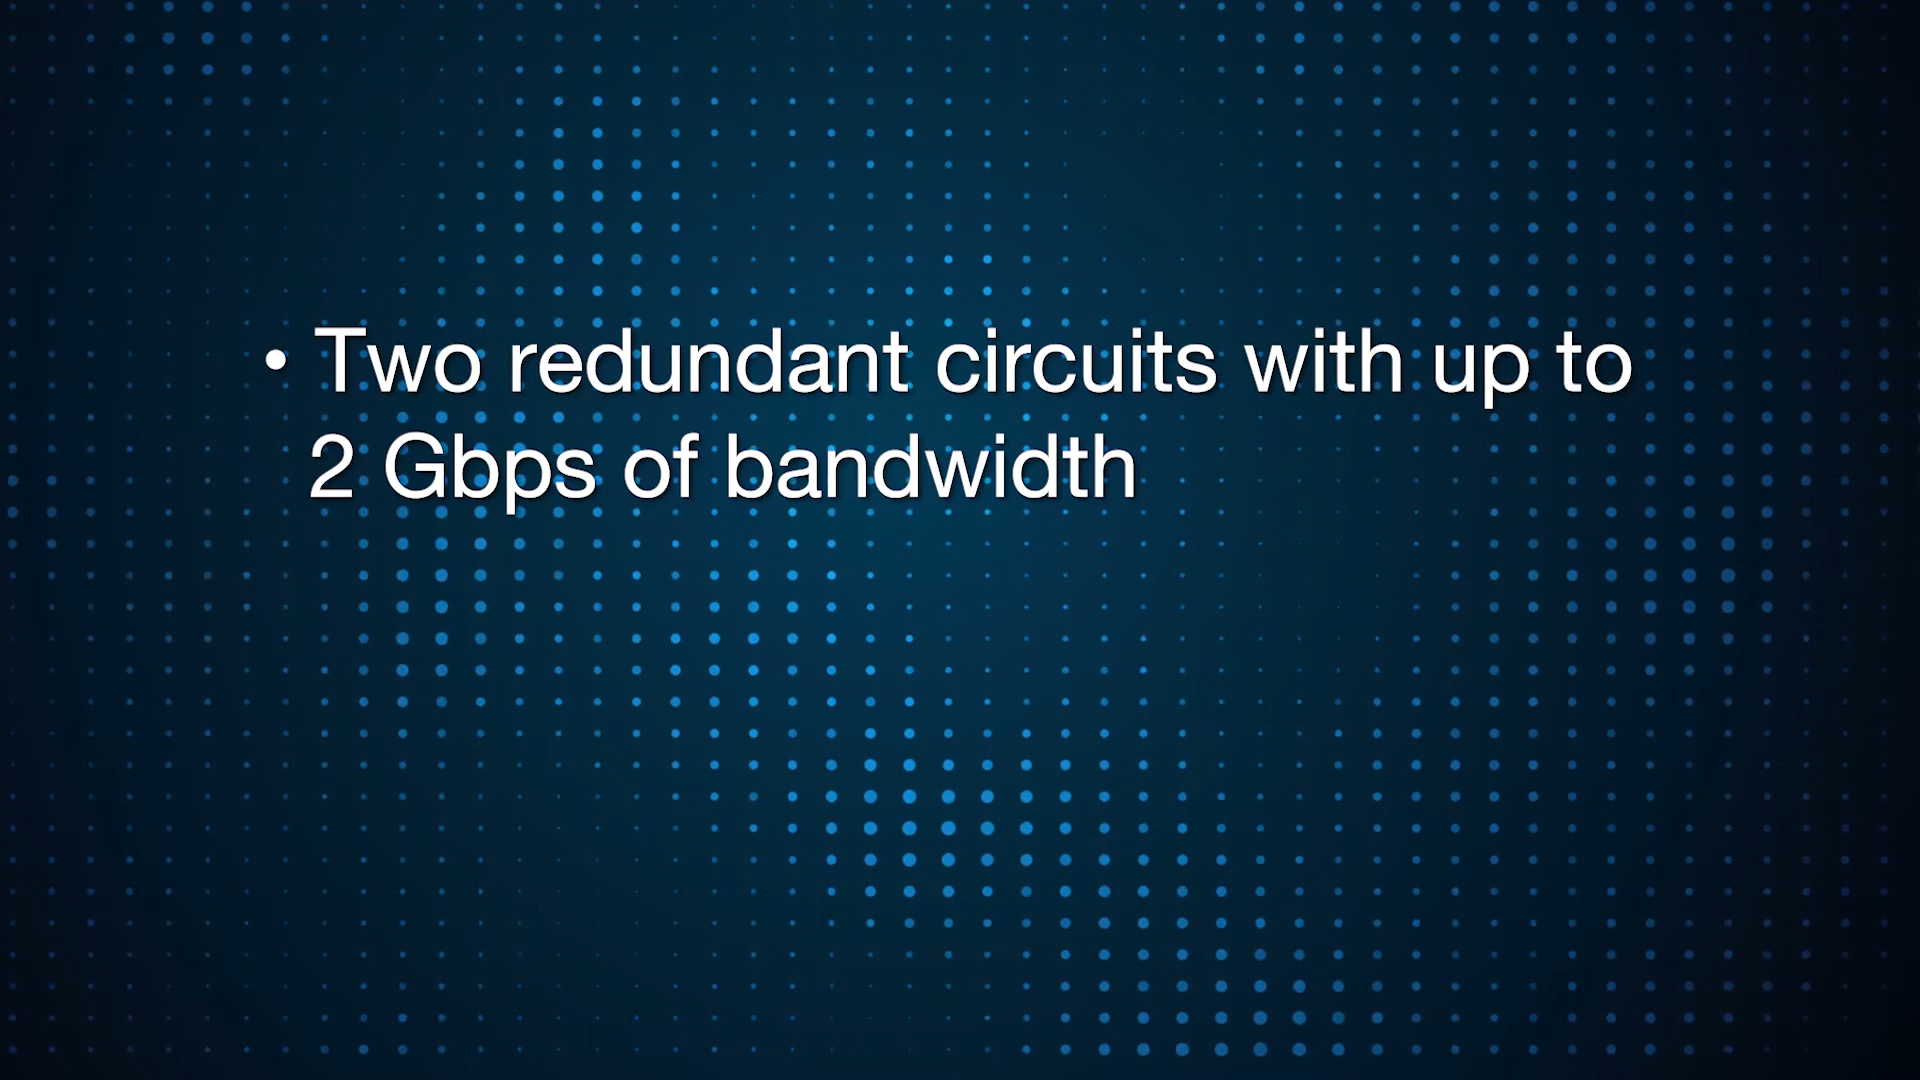 • Two redundant circuits with up to
2 Gbps of bandwidth